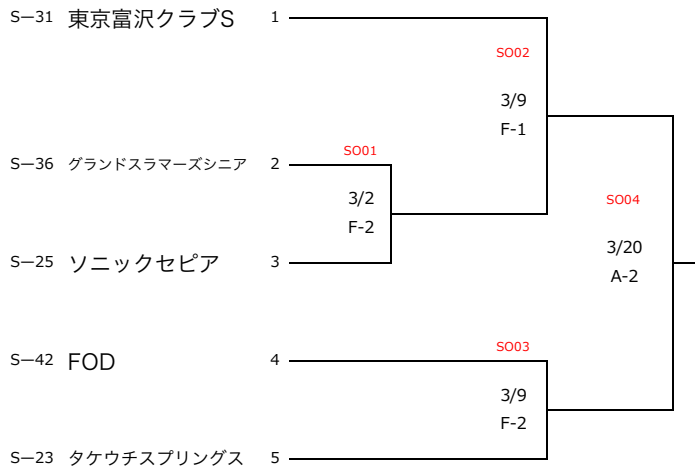 S−31 東京富沢クラブS 1
SO02
3/9
F-1
SO01
S−36 グランドスラマーズシニア 2
3/2
F-2
SO04
3/20
A-2
S−25 ソニックセピア 3
SO03
S−42 FOD 4
3/9
F-2
S−23 タケウチスプリングス 5